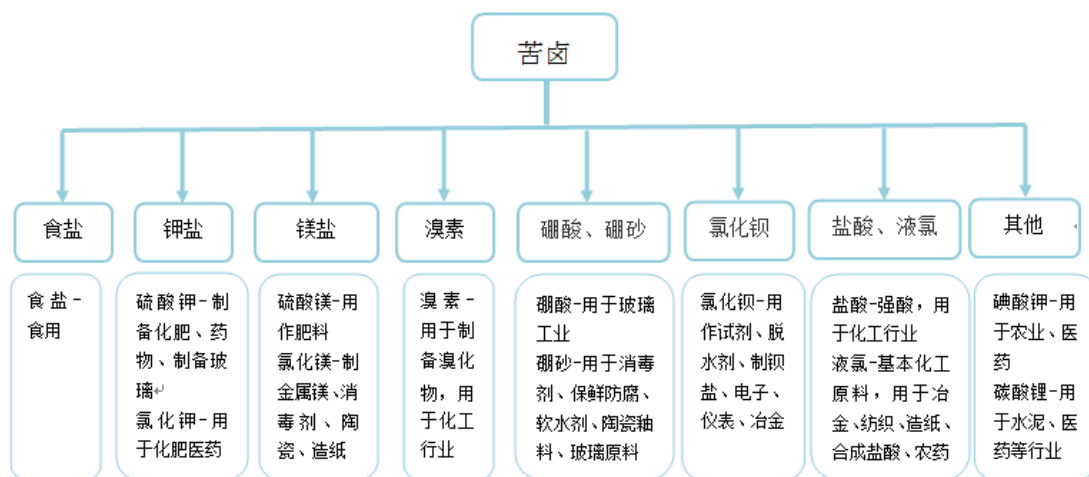 苦卤
食盐
钾盐
镁盐
溴素
硼酸、硼砂
氯化钡
盐酸、液氯
其他
食盐-
食用
硫酸钾-制
备化肥、药
物、制备玻
璃↵
氯化钾-用
于化肥医药
硫酸镁-用
作肥料
氯化镁-制
金属镁、消
毒剂、陶
瓷、造纸
溴素-
用于制
备溴化
物，用
于化工
行业
硼酸-用于玻璃
工业
硼砂-用于消毒
剂、保鲜防腐、
软水剂、陶瓷釉
料、玻璃原料
氯化钡-用
作试剂、脱
水剂、制钡
盐、电子、
仪表、冶金
盐酸-强酸，用
于化工行业
液氯-基本化工
原料，用于冶
金、纺织、造纸、
合成盐酸、农药
碘酸钾-用
于农业、医
药
碳酸锂-用
于水泥、医
药等行业